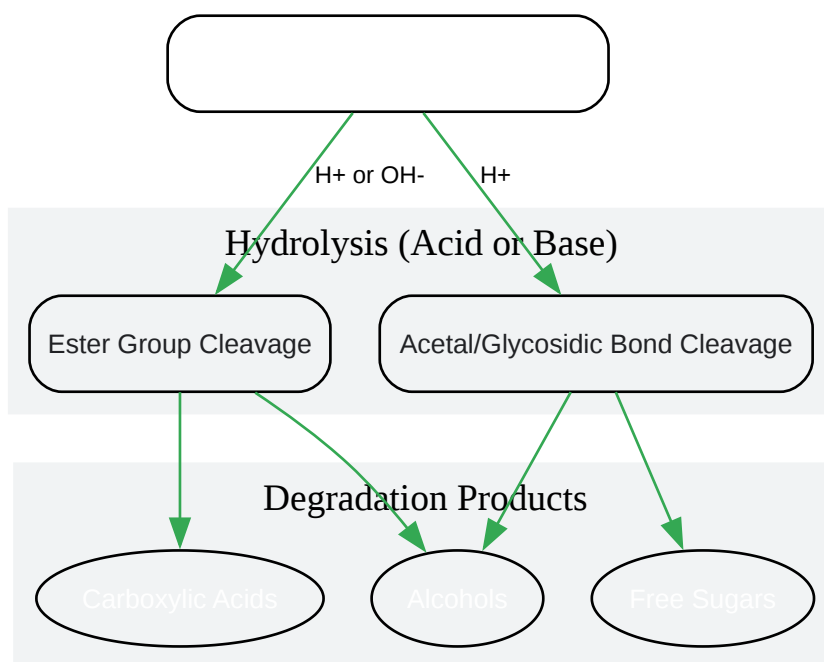 H+ or OH- H+
Hydrolysis (Acid or Base)
Ester Group Cleavage Acetal/Glycosidic Bond Cleavage
Degradation Products
Carboxylic Acids Alcohols Free Sugars